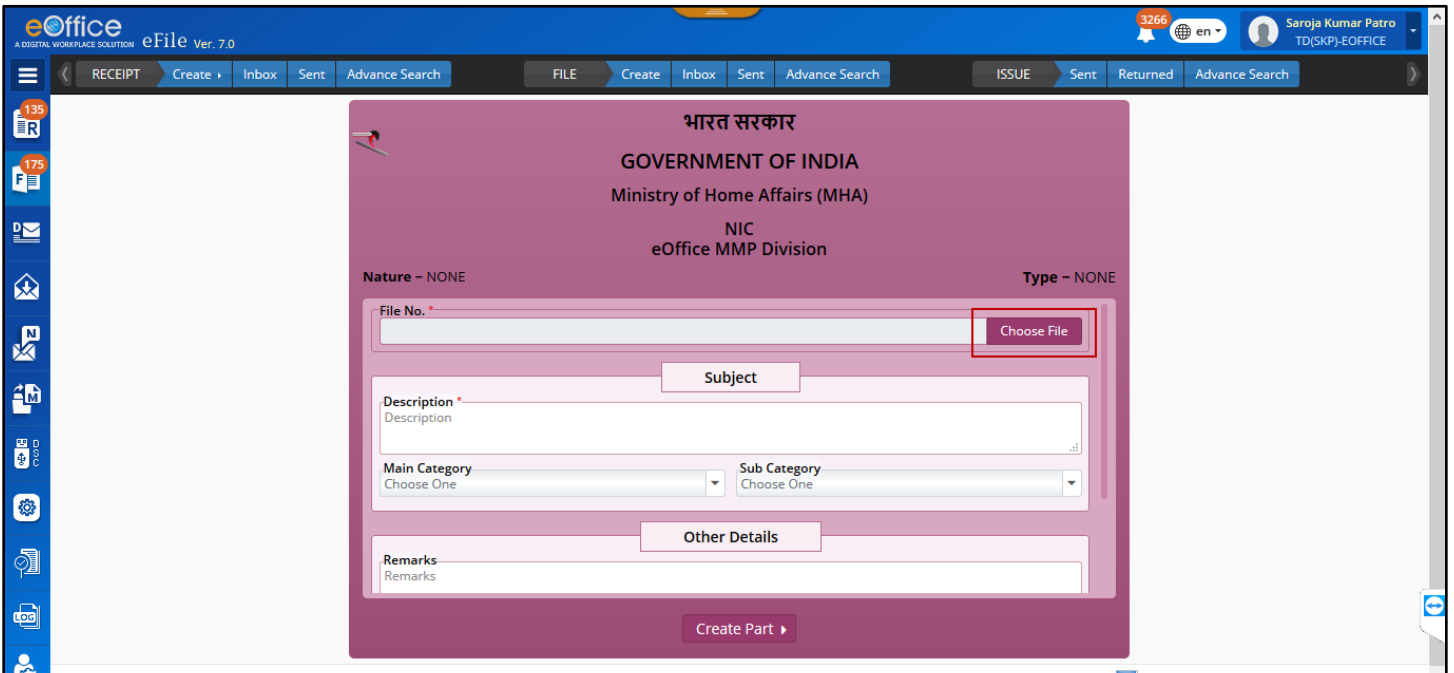 eOffice
A DIGITAL WORKPLACE SOLUTION eFile Ver. 7.0
3266
en
Saroja Kumar Patro
TD(SKP)-EOFFICE
RECEIPT Create Inbox Sent Advance Search FILE Create Inbox Sent Advance Search ISSUE Sent Returned Advance Search
135
R
175
F
D
N
M
DSC
LOG
भारत सरकार
GOVERNMENT OF INDIA
Ministry of Home Affairs (MHA)
NIC
eOffice MMP Division
Nature – NONE Type – NONE
File No. *
Choose File
Subject
Description *
Description
Main Category Sub Category
Choose One Choose One
Other Details
Remarks
Remarks
Create Part